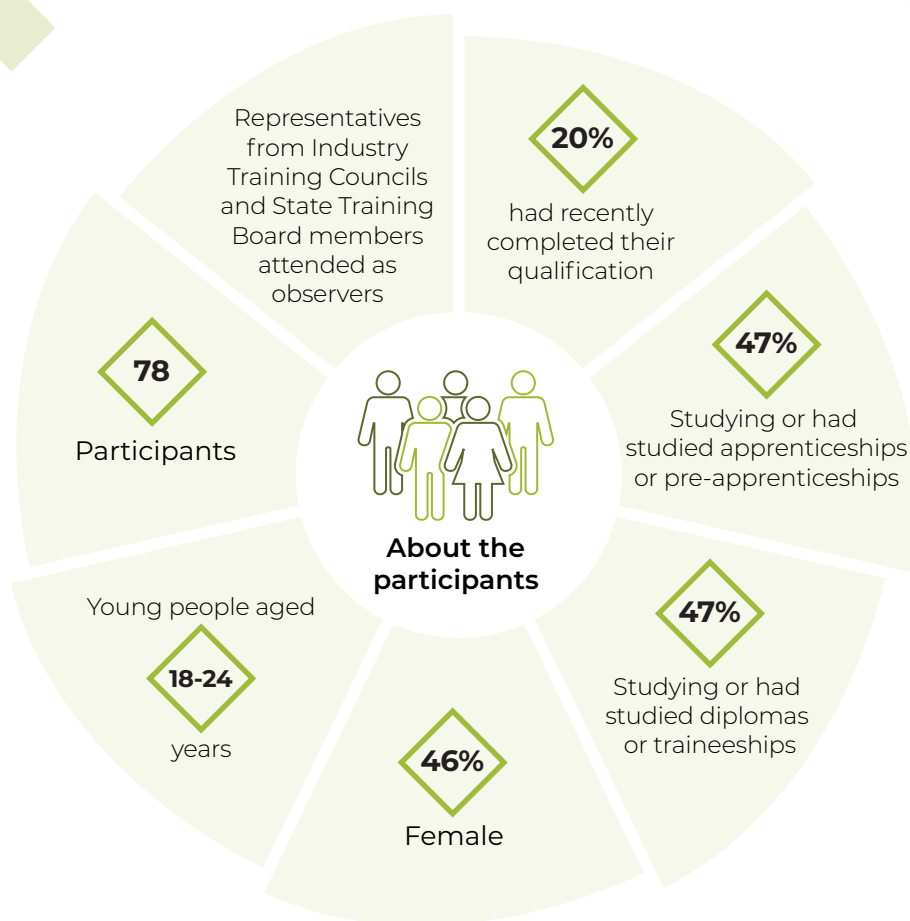 Representatives
from Industry
Training Councils
and State Training
Board members
attended as
observers
20%
had recently
completed their
qualification
47%
Studying or had
studied apprenticeships
or pre-apprenticeships
47%
Studying or had
studied diplomas
or traineeships
46%
Female
Young people aged
18-24
years
78
Participants
About the
participants